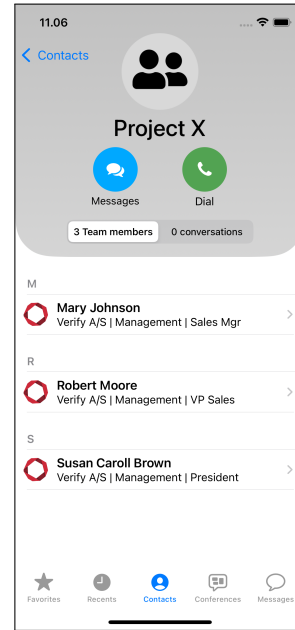 11.06
Contacts
Project X
Messages
Dial
3 Team members
0 conversations
M
Mary Johnson
Verify A/S | Management | Sales Mgr
R
Robert Moore
Verify A/S | Management | VP Sales
S
Susan Caroll Brown
Verify A/S | Management | President
Favorites
Recents
Contacts
Conferences
Messages